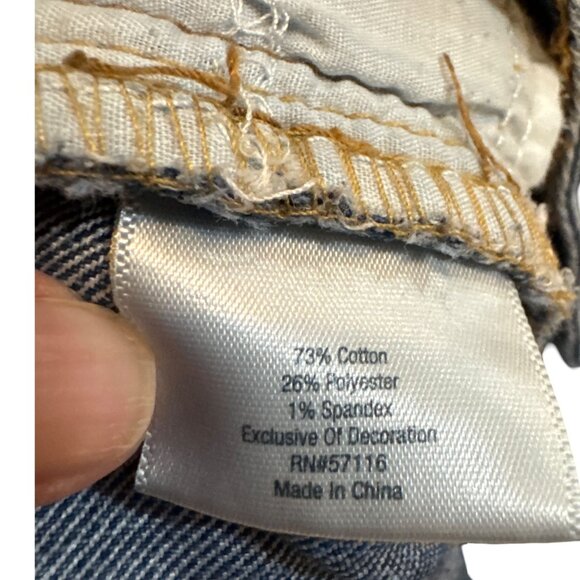 73% Cotton
26% Polyester
1% Spandex
Exclusive Of Decoration
RN#57116
Made In China